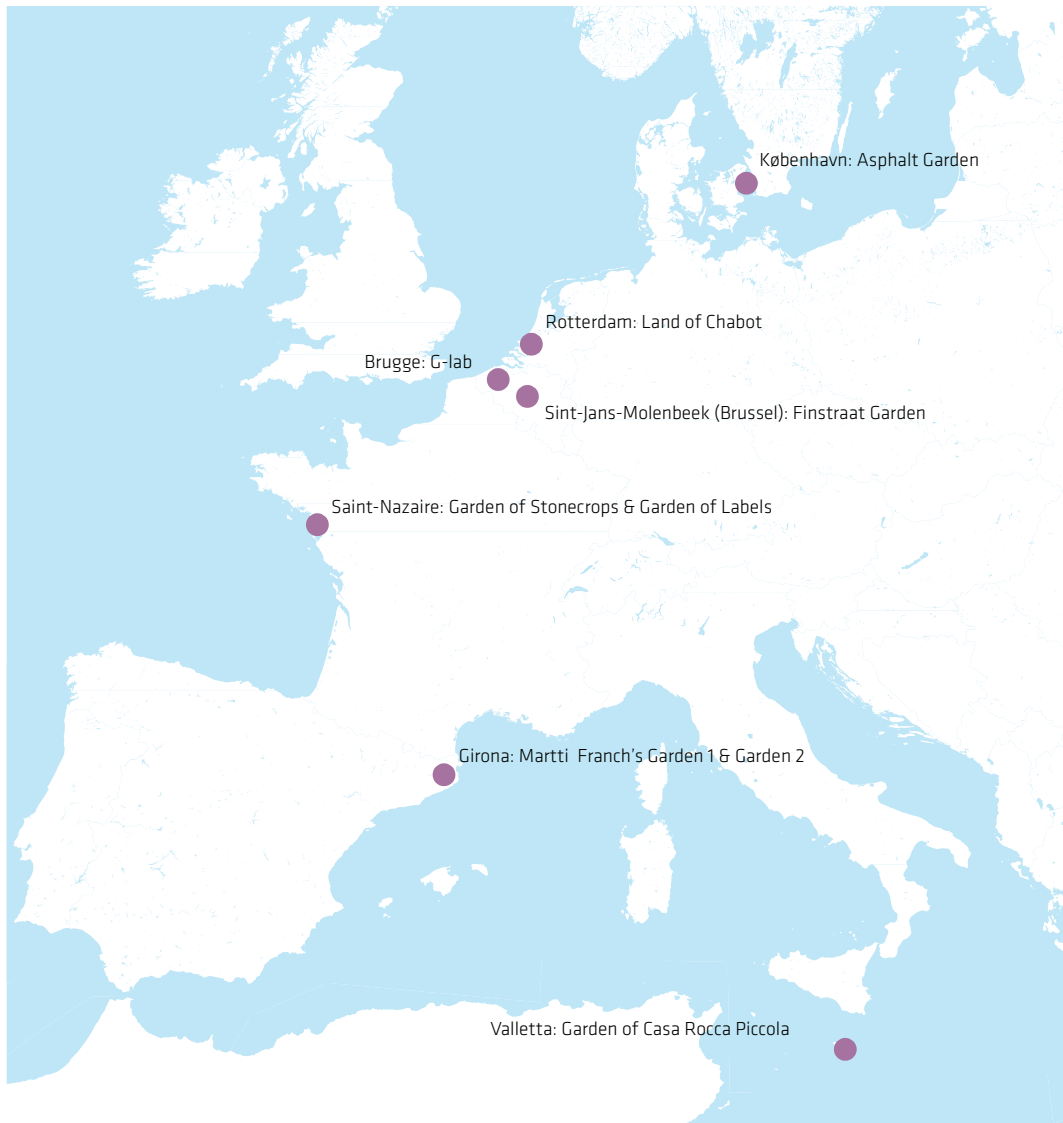 København: Asphalt Garden
Rotterdam: Land of Chabot
Brugge: G-lab
Sint-Jans-Molenbeek (Brussel): Finstraat Garden
Saint-Nazaire: Garden of Stonecrops & Garden of Labels
Girona: Martti  Franch's Garden 1 & Garden 2
Valletta: Garden of Casa Rocca Piccola